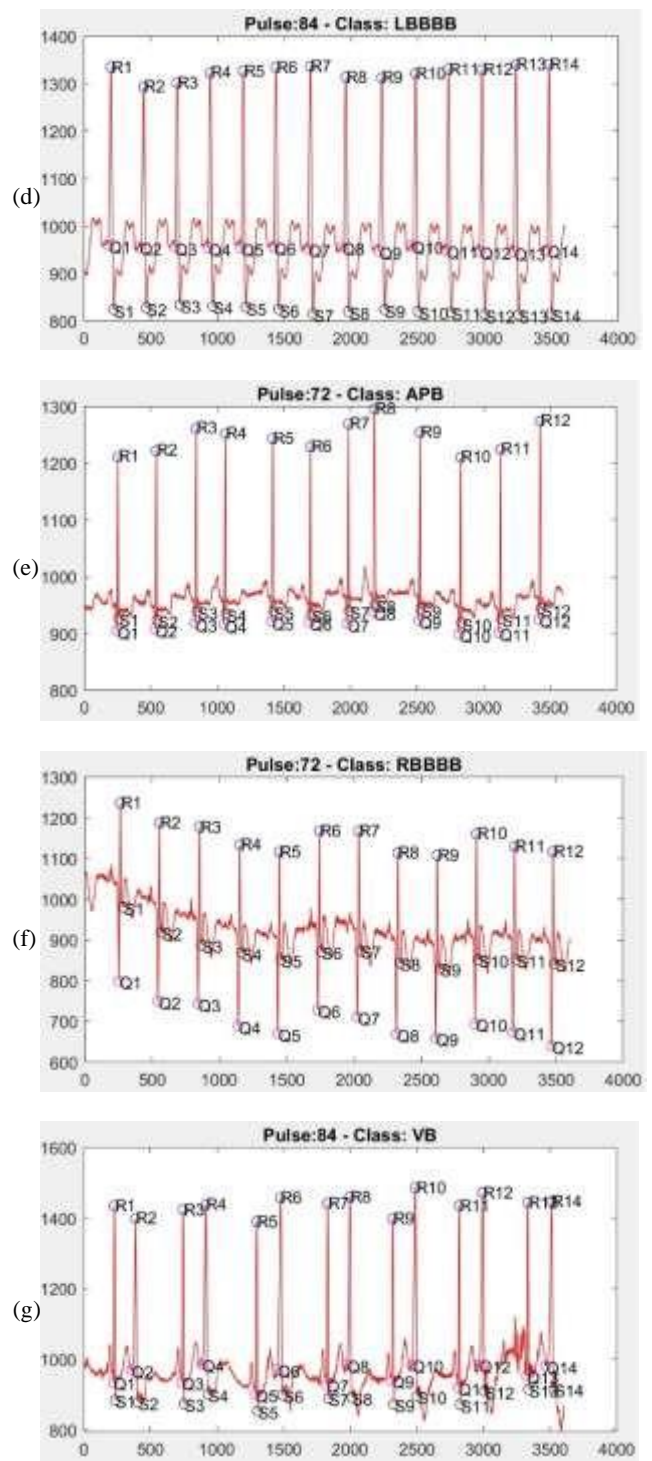 Pulse:84 - Class: LBBBB
1400
1300
1200
1100
1000
900
800
R1 R2 R3 R4 R5 R6 R7 R8 R9 R10 R11 R12 R13 R14
(d)
Q1 Q2 Q3 Q4 Q5 Q6 Q7 Q8 Q9 Q10 Q11 Q12 Q13 Q14
S1 S2 S3 S4 S5 S6 S7 S8 S9 S10 S11 S12 S13 S14
0 500 1000 1500 2000 2500 3000 3500 4000
Pulse:72 - Class: APB
1300
1200
1100
1000
900
800
R1 R2 R3 R4 R5 R6 R7 R8 R9 R10 R11 R12
(e)
S1 S2 S3 S4 S7 S10 S11 S12
Q1 Q2 Q3 Q4 Q7 Q9 Q10 Q11 Q12
0 500 1000 1500 2000 2500 3000 3500 4000
Pulse:72 - Class: RBBBB
1300
1200
1100
1000
900
800
700
600
R1 R2 R3 R4 R5 R6 R7 R8 R9 R10 R11 R12
(f)
S1 S2 S3 S4 S5 S6 S7 S8 S9 S10 S11 S12
Q1 Q2 Q3 Q4 Q5 Q6 Q7 Q8 Q9 Q10 Q11 Q12
0 500 1000 1500 2000 2500 3000 3500 4000
Pulse:84 - Class: VB
1600
1400
1200
1000
800
R1 R2 R3 R4 R5 R6 R7 R8 R9 R10 R11 R12 R13 R14
(g)
Q1 Q2 Q3 Q4 Q5 Q6 Q7 Q8 Q9 Q10 Q11 Q12 Q13 Q14
S1 S2 S3 S4 S5 S6 S7 S8 S9 S10 S11 S12 S13 S14
0 500 1000 1500 2000 2500 3000 3500 4000